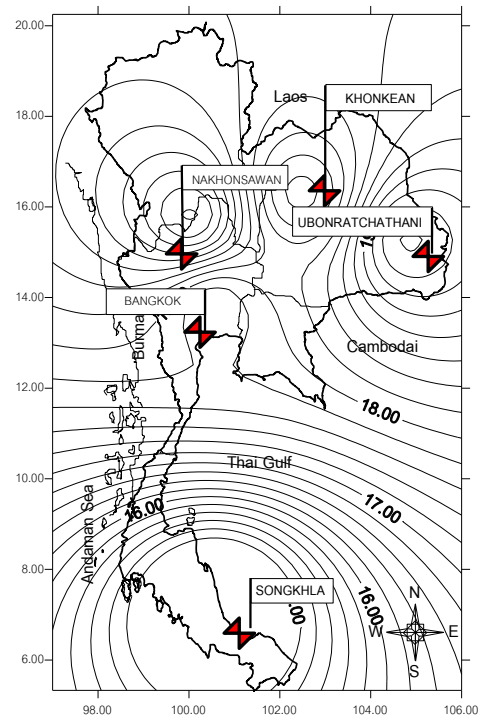 20.00
18.00
16.00
14.00
12.00
10.00
8.00
6.00
98.00
100.00
102.00
104.00
106.00
Laos
KHONKEAN
NAKHONSAWAN
UBONRATCHATHANI
BANGKOK
Burma
Cambodai
18.00
Thai Gulf
17.00
16.00
Andaman Sea
SONGKHLA
16.00
N
W
E
S